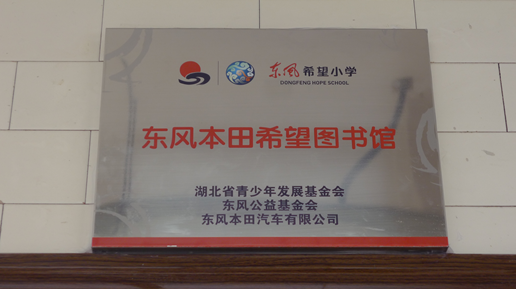 东风希望小学
DONGFENG HOPE SCHOOL
东风本田希望图书馆
湖北省青少年发展基金会
东风公益基金会
东风本田汽车有限公司